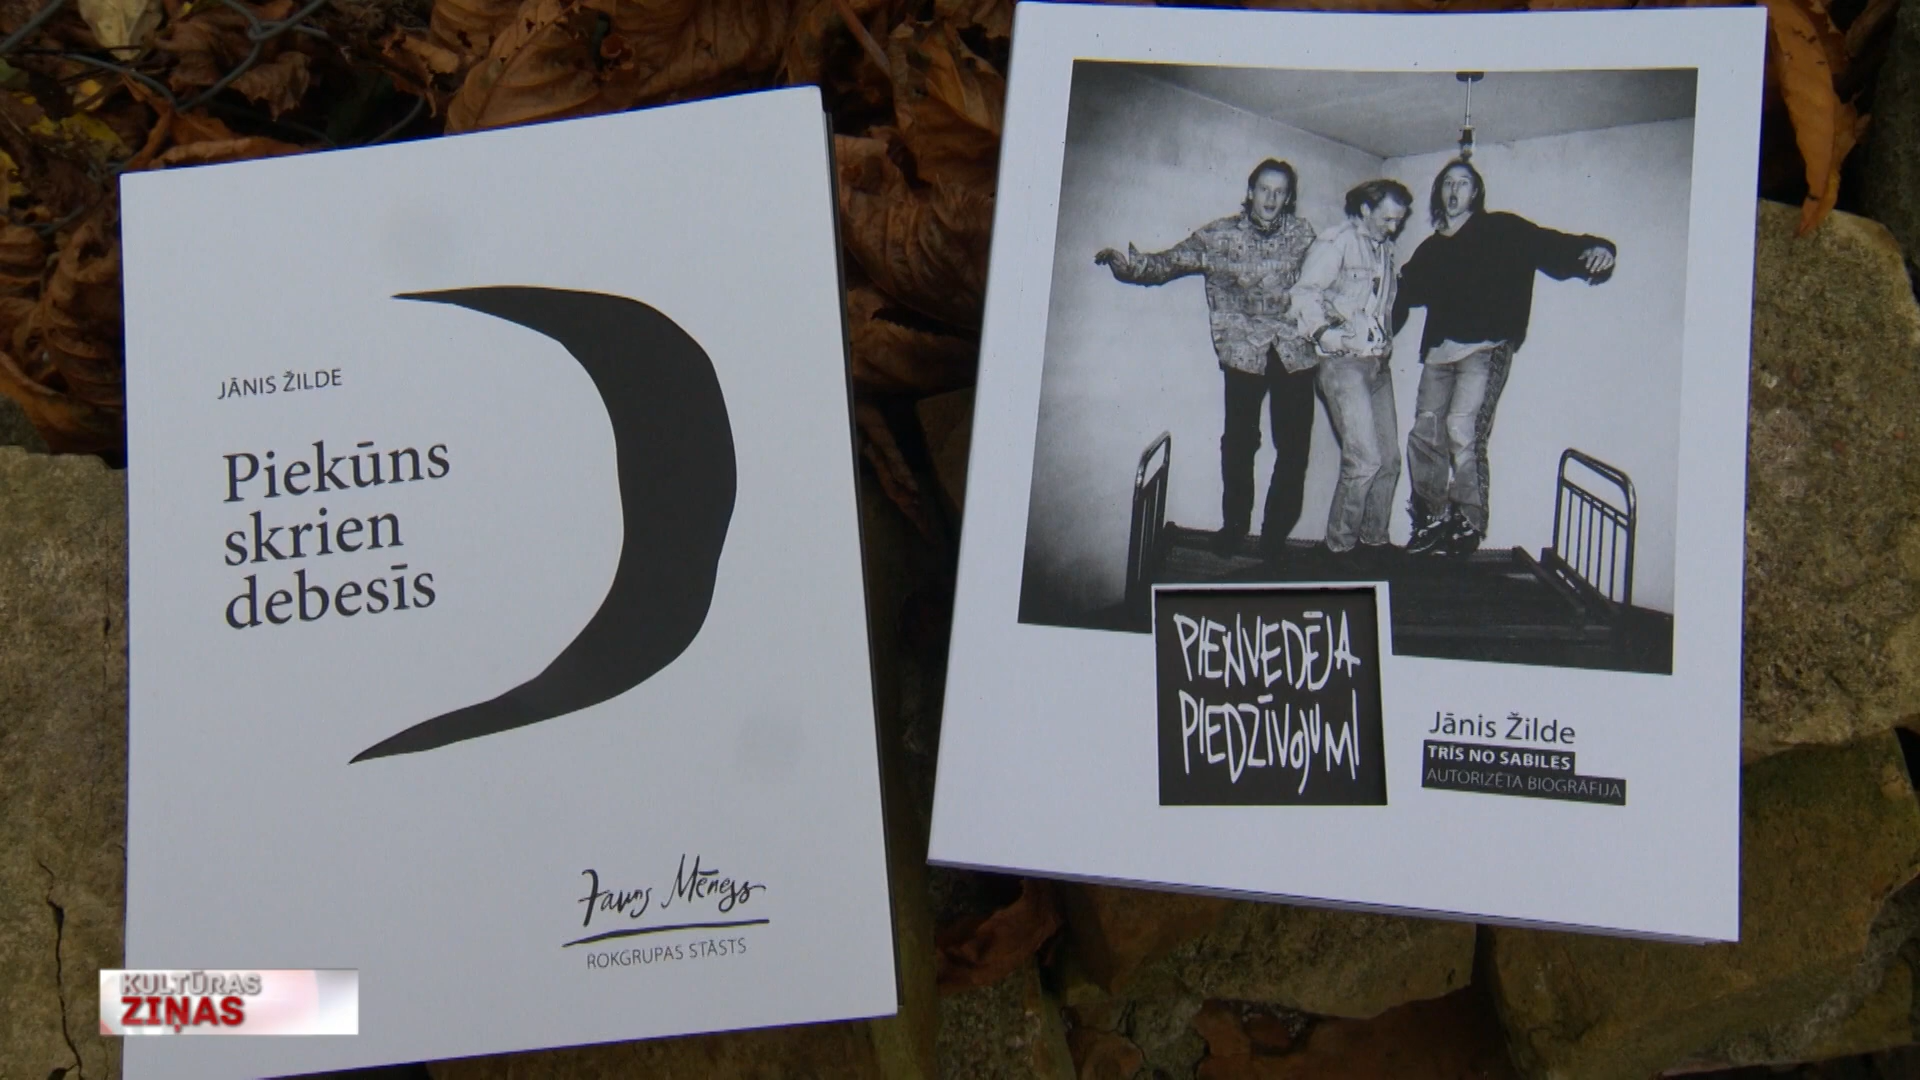 JĀNIS ŽILDE
Piekūns
skrien
debesīs
Jauns Mēness
ROKGRUPAS STĀSTS
PIENVEDĒJA
PIEDZĪVOJUMI
Jānis Žilde
TRĪS NO SABILES
AUTORIZĒTA BIOGRĀFIJA
KULTŪRAS
ZIŅAS